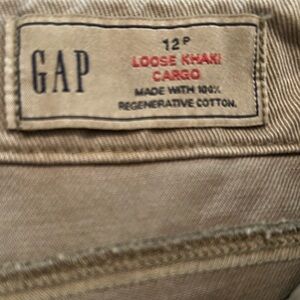 GAP
12P
LOOSE KHAKI
CARGO
MADE WITH 100%
REGENERATIVE COTTON.